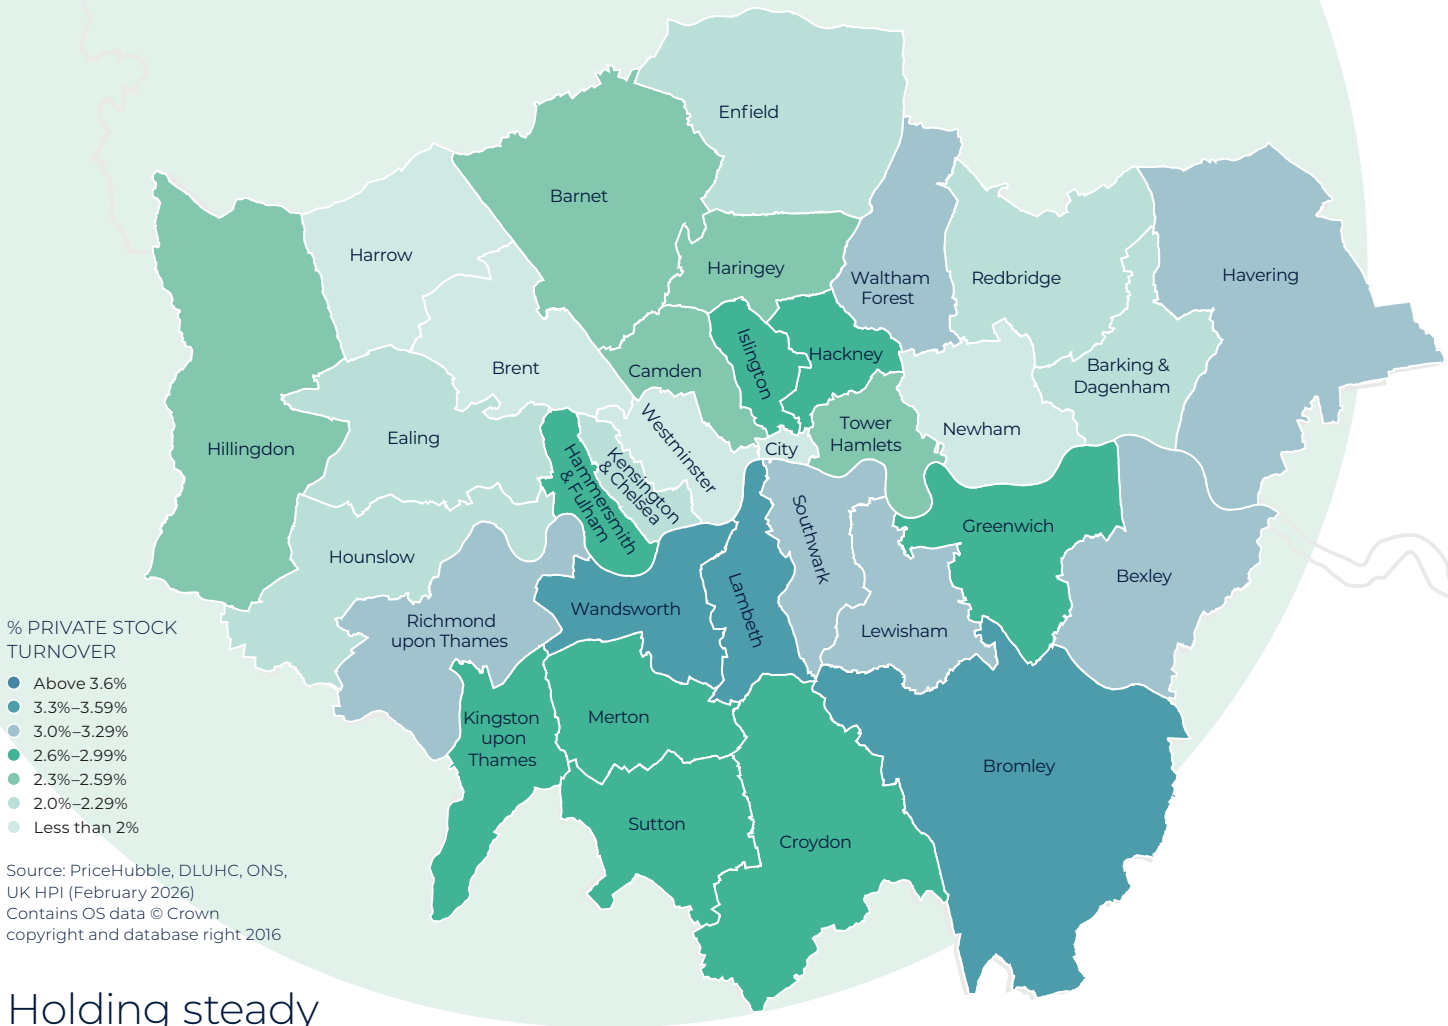 Enfield
Barnet
Harrow
Haringey
Waltham
Forest
Redbridge
Havering
Islington
Hackney
Brent
Camden
Barking &
Dagenham
Westminster
Tower
Hamlets
Newham
Ealing
Hillingdon
City
Hammersmith
& Fulham
Kensington
& Chelsea
Southwark
Greenwich
Hounslow
Bexley
Wandsworth
Lambeth
Richmond
upon Thames
Lewisham
Kingston
upon
Thames
Merton
Bromley
Sutton
Croydon
% PRIVATE STOCK
TURNOVER
Above 3.6%
3.3%–3.59%
3.0%–3.29%
2.6%–2.99%
2.3%–2.59%
2.0%–2.29%
Less than 2%
Source: PriceHubble, DLUHC, ONS,
UK HPI (February 2026)
Contains OS data © Crown
copyright and database right 2016
Holding steady